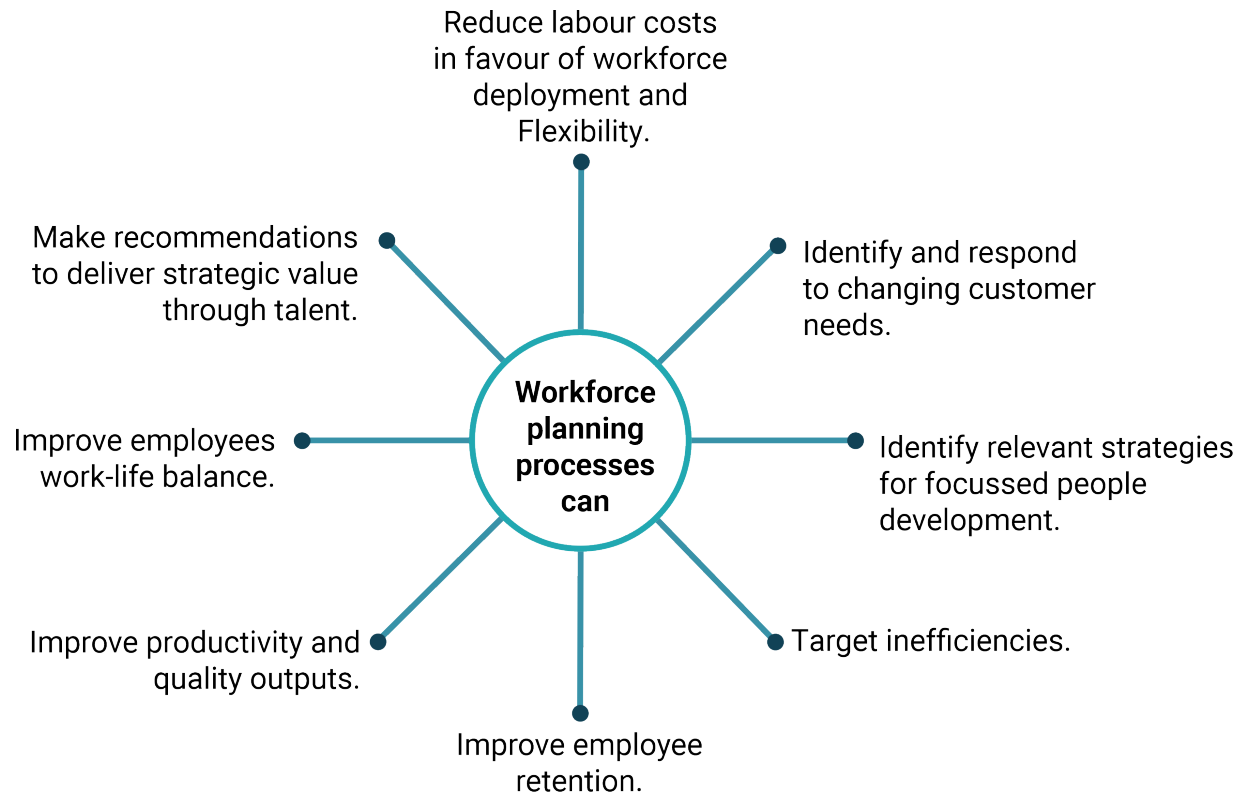 Reduce labour costs
in favour of workforce
deployment and
Flexibility.
Make recommendations
to deliver strategic value
through talent.
Identify and respond
to changing customer
needs.
Workforce
planning
processes
can
Improve employees
work-life balance.
Identify relevant strategies
for focussed people
development.
Improve productivity and
quality outputs.
Target inefficiencies.
Improve employee
retention.